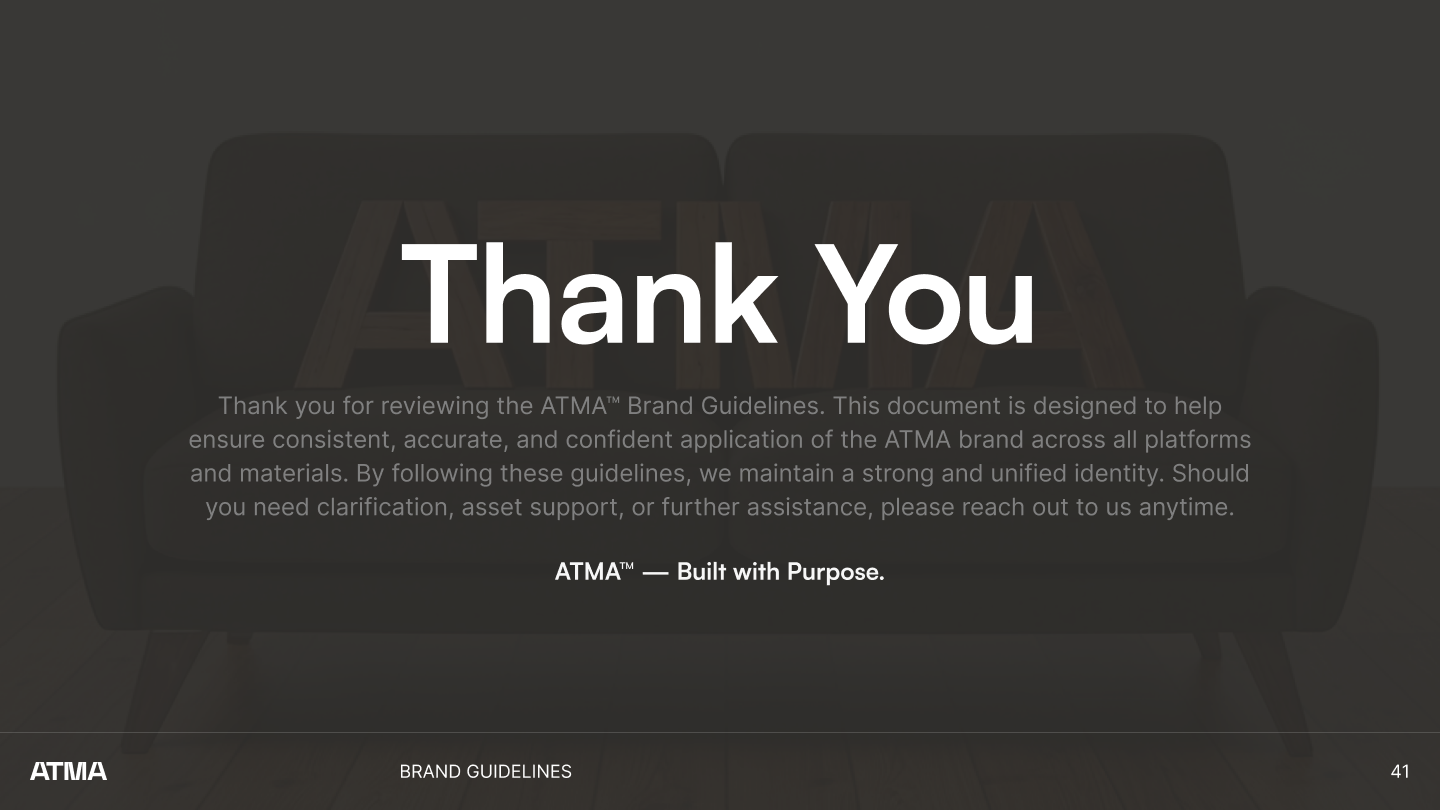 ATMA
Thank You
Thank you for reviewing the ATMA™ Brand Guidelines. This document is designed to help
ensure consistent, accurate, and confident application of the ATMA brand across all platforms
and materials. By following these guidelines, we maintain a strong and unified identity. Should
you need clarification, asset support, or further assistance, please reach out to us anytime.
ATMA™ — Built with Purpose.
ATMA
BRAND GUIDELINES
41